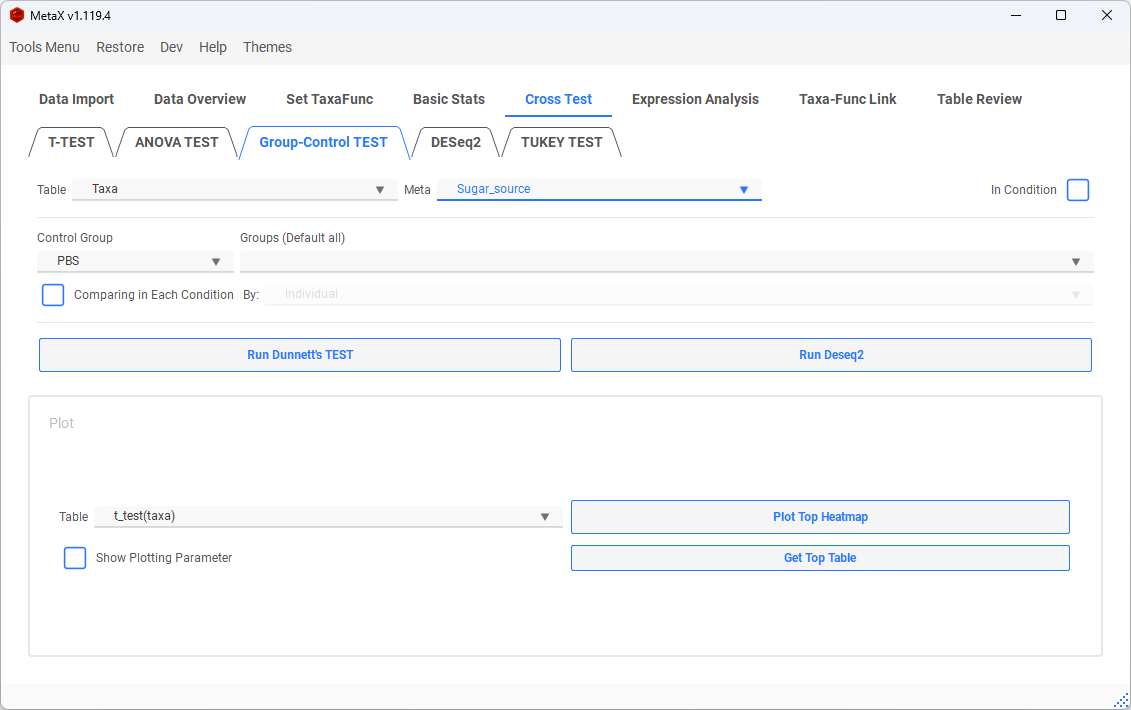 MetaX v1.119.4
Tools Menu Restore Dev Help Themes
Data Import Data Overview Set TaxaFunc Basic Stats Cross Test Expression Analysis Taxa-Func Link Table Review
T-TEST ANOVA TEST Group-Control TEST DESeq2 TUKEY TEST
Table Taxa Meta Sugar_source In Condition
Control Group Groups (Default all)
PBS
Comparing in Each Condition By: Individual
Run Dunnett's TEST Run Deseq2
Plot
Table t_test(taxa) Plot Top Heatmap
Show Plotting Parameter Get Top Table